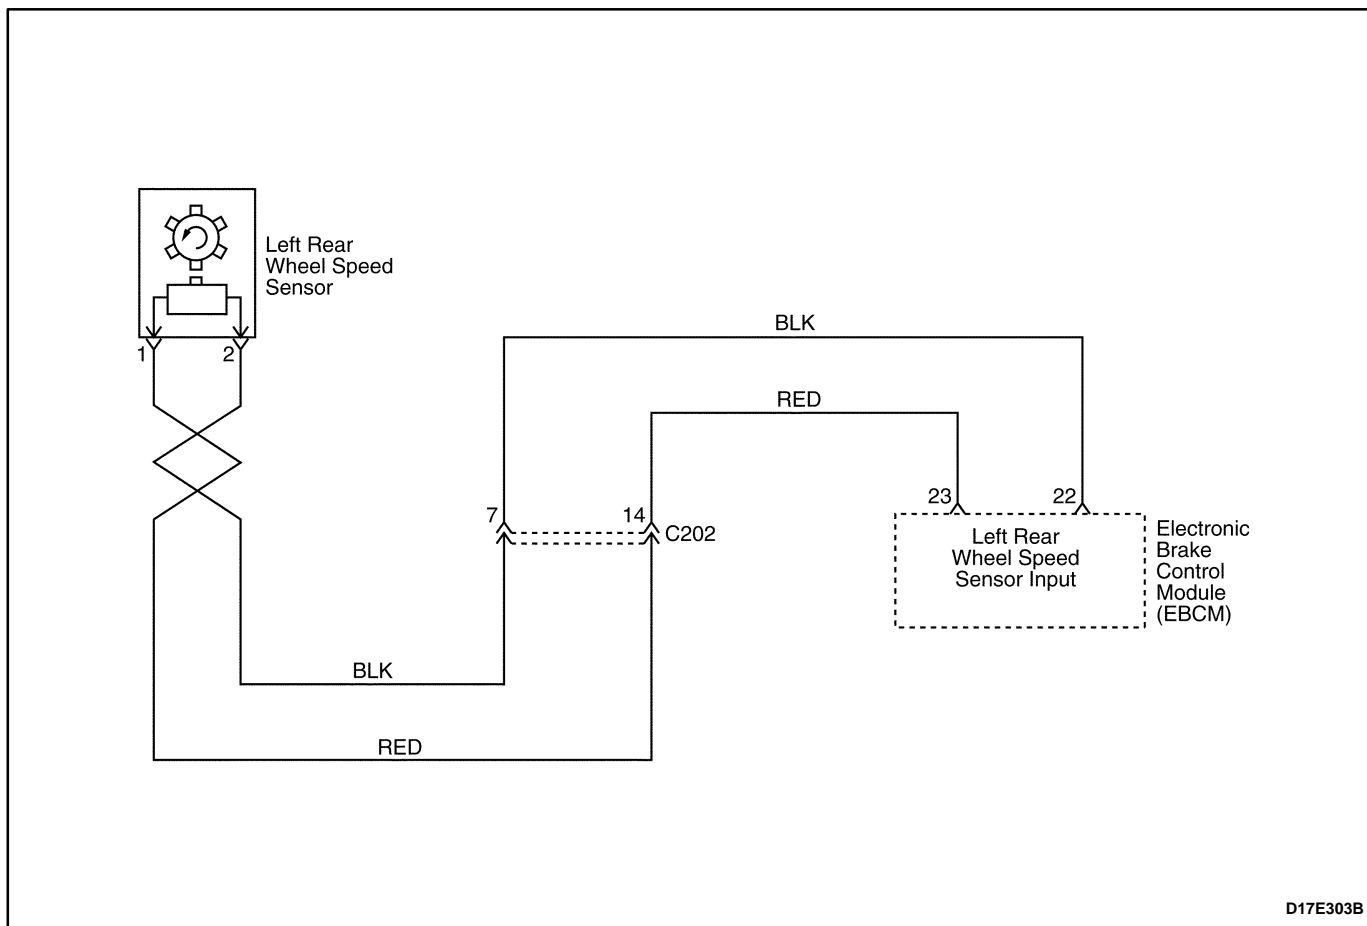 Left Rear
Wheel Speed
Sensor
1
2
BLK
RED
23
22
7
14
C202
Left Rear
Wheel Speed
Sensor Input
Electronic
Brake
Control
Module
(EBCM)
BLK
RED
D17E303B